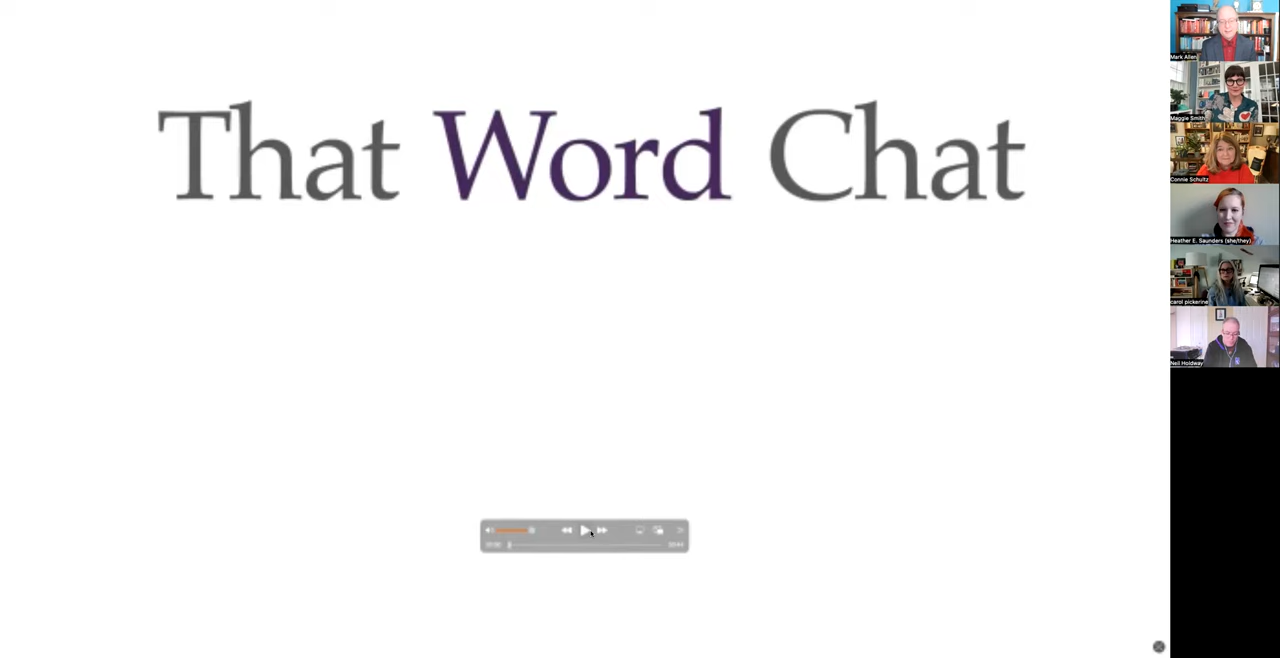 That Word Chat
Mark Allen
Maggie Smith
Connie Schultz
Heather E. Saunders (she/they)
carol pickerine
Neil Holdway